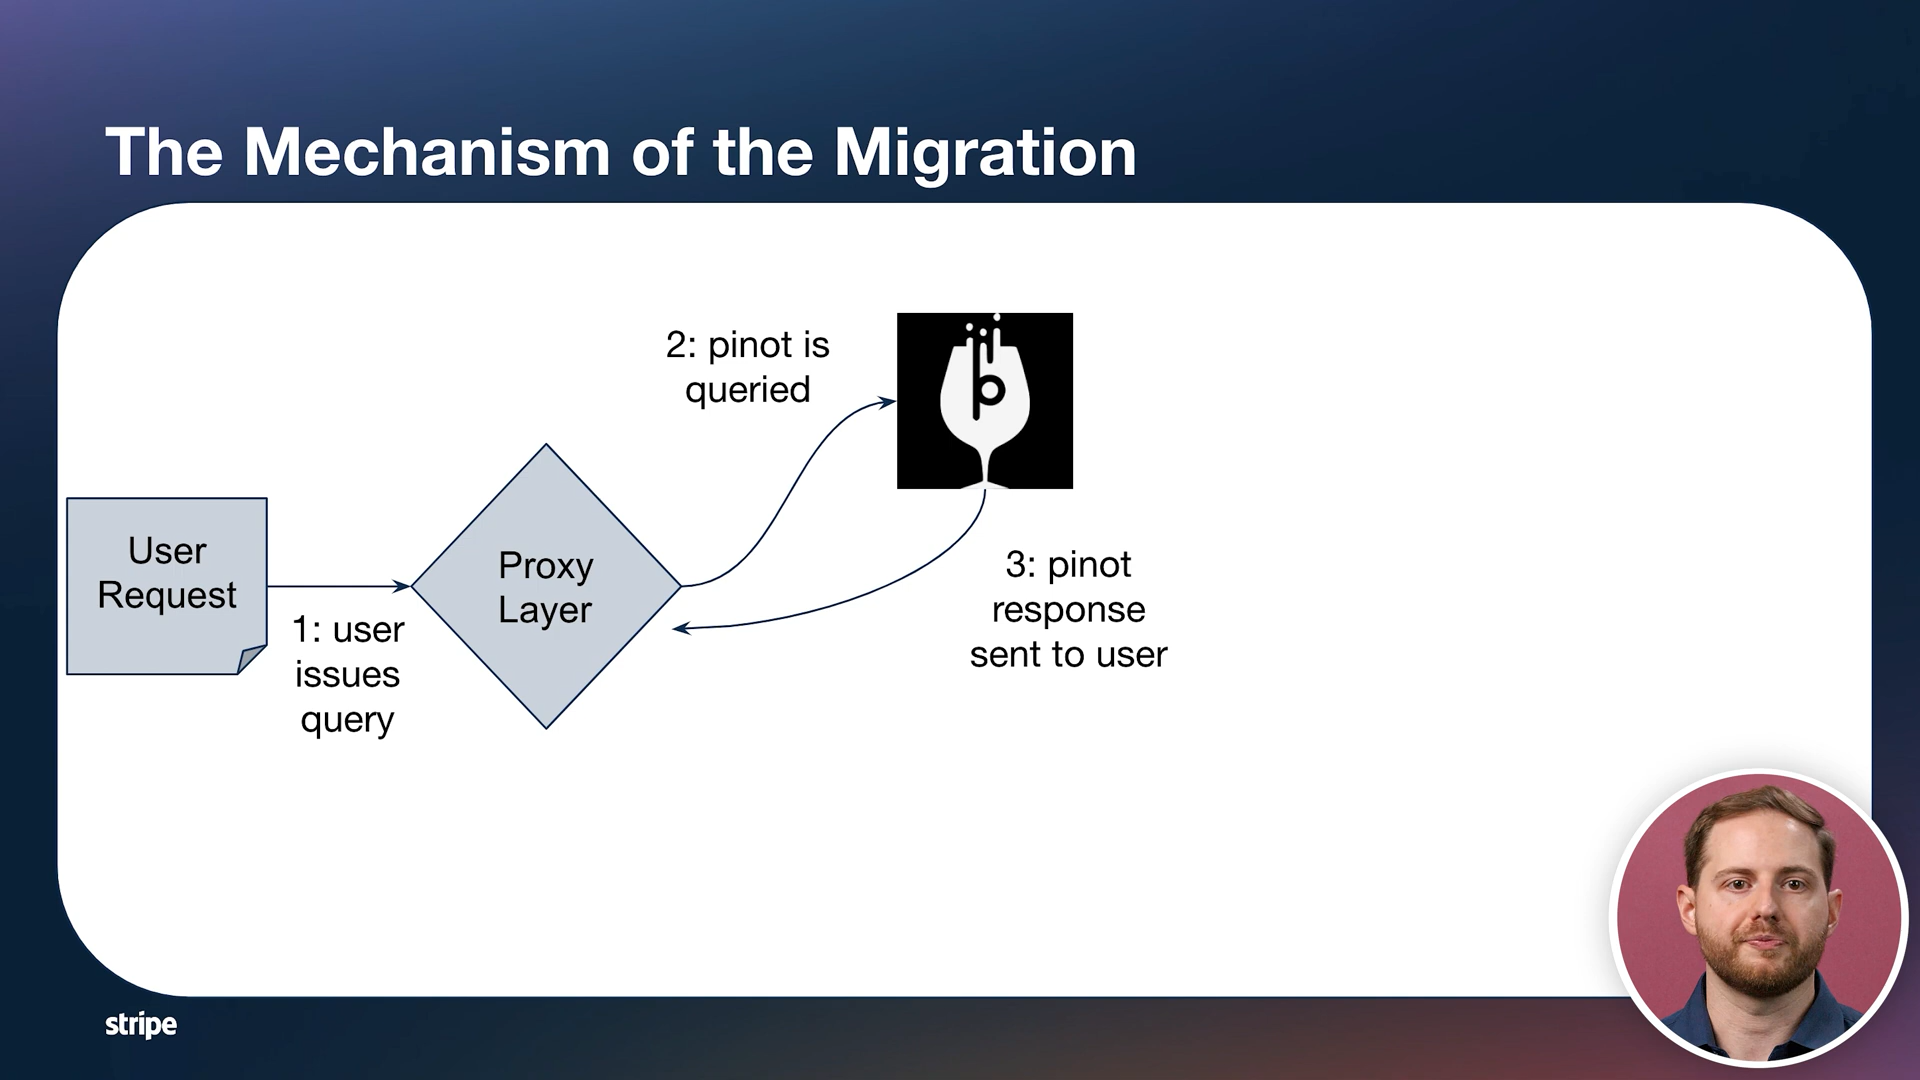 The Mechanism of the Migration
2: pinot is
queried
User
Request
1: user
issues
query
Proxy
Layer
3: pinot
response
sent to user
stripe